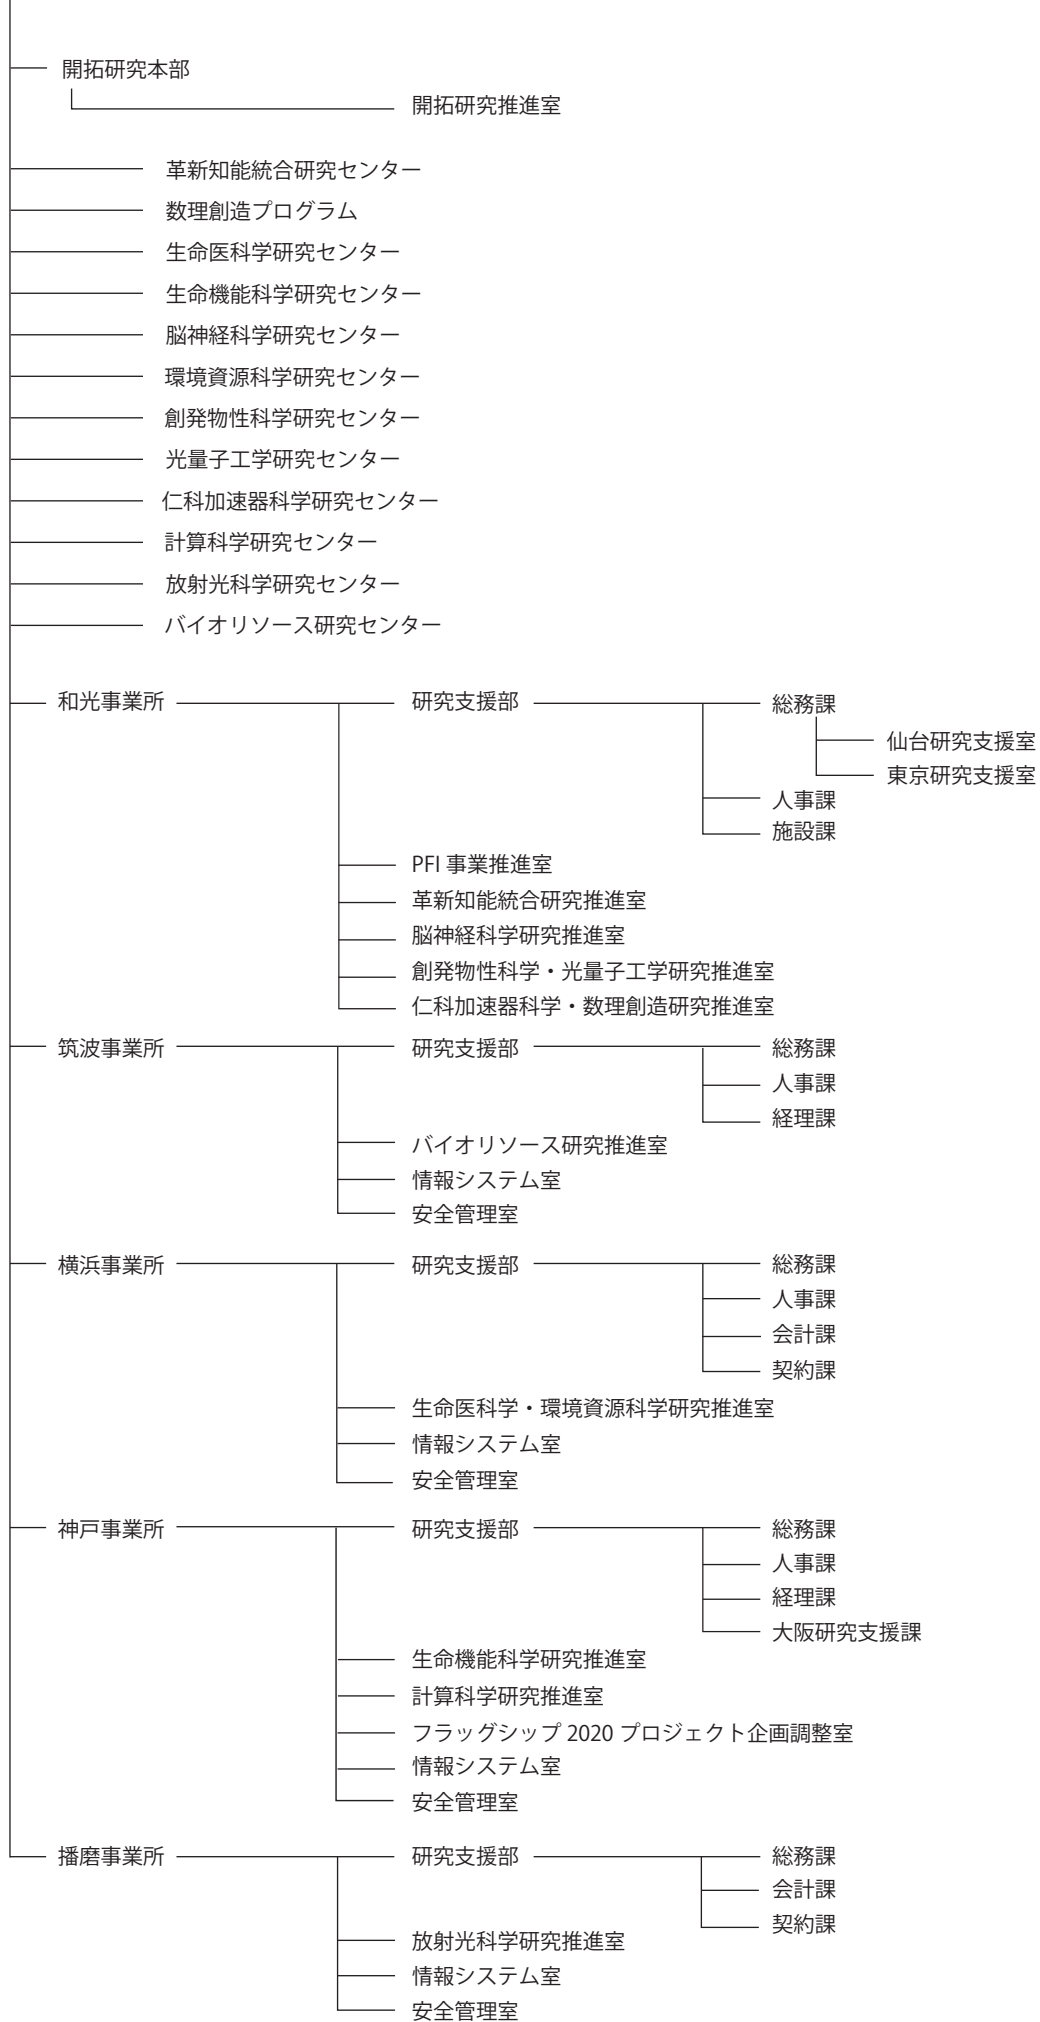 開拓研究本部
開拓研究推進室
革新知能統合研究センター
数理創造プログラム
生命医科学研究センター
生命機能科学研究センター
脳神経科学研究センター
環境資源科学研究センター
創発物性科学研究センター
光量子工学研究センター
仁科加速器科学研究センター
計算科学研究センター
放射光科学研究センター
バイオリソース研究センター
和光事業所 研究支援部 総務課
仙台研究支援室
東京研究支援室
人事課
施設課
PFI 事業推進室
革新知能統合研究推進室
脳神経科学研究推進室
創発物性科学・光量子工学研究推進室
仁科加速器科学・数理創造研究推進室
筑波事業所 研究支援部 総務課
人事課
経理課
バイオリソース研究推進室
情報システム室
安全管理室
横浜事業所 研究支援部 総務課
人事課
会計課
契約課
生命医科学・環境資源科学研究推進室
情報システム室
安全管理室
神戸事業所 研究支援部 総務課
人事課
経理課
大阪研究支援課
生命機能科学研究推進室
計算科学研究推進室
フラッグシップ 2020 プロジェクト企画調整室
情報システム室
安全管理室
播磨事業所 研究支援部 総務課
会計課
契約課
放射光科学研究推進室
情報システム室
安全管理室